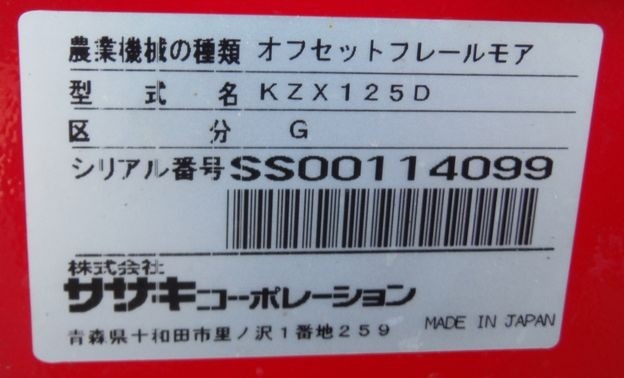 農業機械の種類 オフセットフレールモア
型式名 KZX125D
区分 G
シリアル番号 SS00114099
株式会社
ササキコーポレーション
青森県十和田市里ノ沢1番地259
MADE IN JAPAN